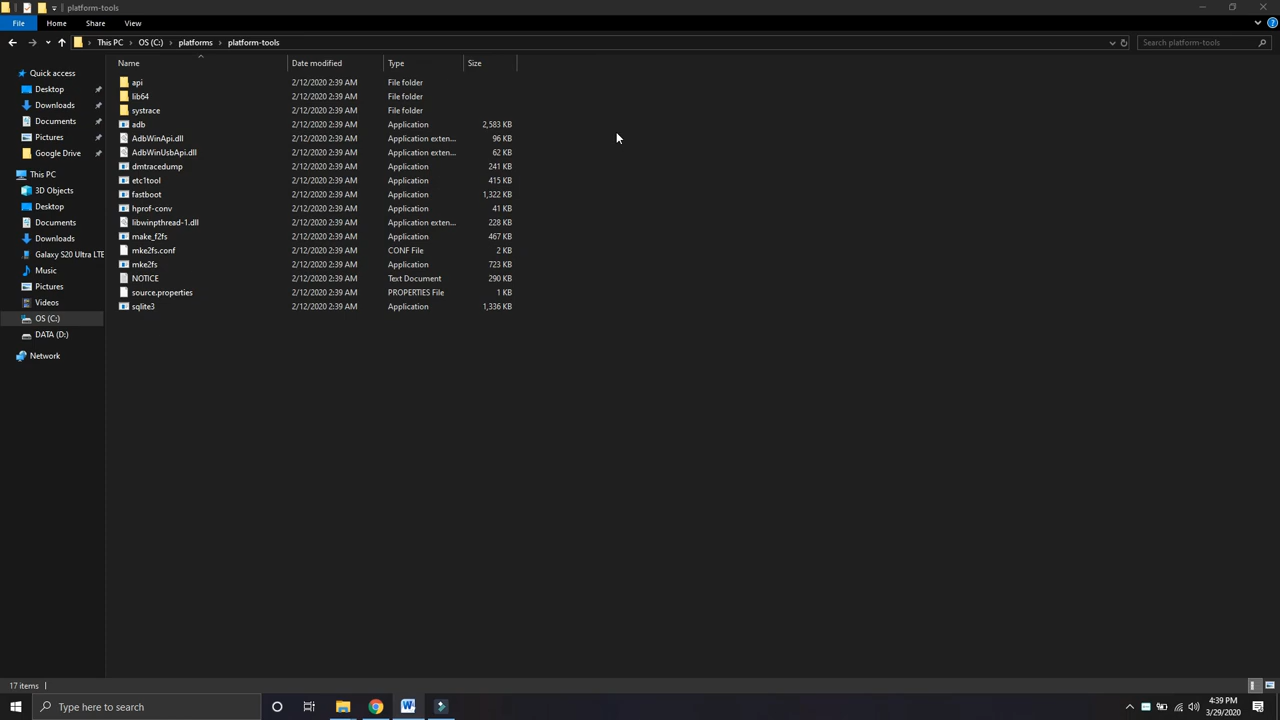 platform-tools
File Home Share View
This PC OS (C:) platforms platform-tools
Search platform-tools
Name Date modified Type Size
Quick access
Desktop
Downloads
Documents
Pictures
Google Drive
This PC
3D Objects
Desktop
Documents
Downloads
Galaxy S20 Ultra LTE
Music
Pictures
Videos
OS (C:)
DATA (D:)
Network
api 2/12/2020 2:39 AM File folder
lib64 2/12/2020 2:39 AM File folder
systrace 2/12/2020 2:39 AM File folder
adb 2/12/2020 2:39 AM Application 2,583 KB
AdbWinApi.dll 2/12/2020 2:39 AM Application exten... 96 KB
AdbWinUsbApi.dll 2/12/2020 2:39 AM Application exten... 62 KB
dmtracedump 2/12/2020 2:39 AM Application 241 KB
etc1tool 2/12/2020 2:39 AM Application 415 KB
fastboot 2/12/2020 2:39 AM Application 1,322 KB
hprof-conv 2/12/2020 2:39 AM Application 41 KB
libwinpthread-1.dll 2/12/2020 2:39 AM Application exten... 228 KB
make_f2fs 2/12/2020 2:39 AM Application 467 KB
mke2fs.conf 2/12/2020 2:39 AM CONF File 2 KB
mke2fs 2/12/2020 2:39 AM Application 723 KB
NOTICE 2/12/2020 2:39 AM Text Document 290 KB
source.properties 2/12/2020 2:39 AM PROPERTIES File 1 KB
sqlite3 2/12/2020 2:39 AM Application 1,336 KB
17 items
Type here to search
4:39 PM
3/29/2020